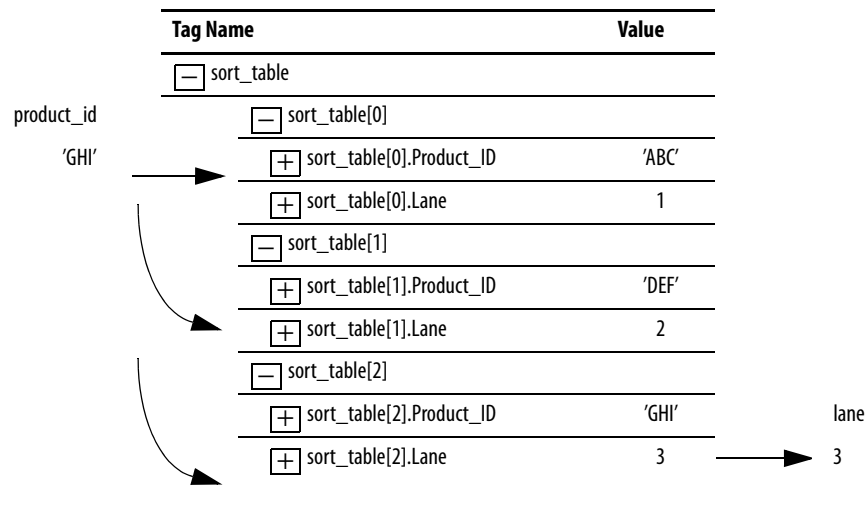 Tag Name Value
sort_table
product_id sort_table[0]
'GHI' sort_table[0].Product_ID 'ABC'
sort_table[0].Lane 1
sort_table[1]
sort_table[1].Product_ID 'DEF'
sort_table[1].Lane 2
sort_table[2]
sort_table[2].Product_ID 'GHI' lane
sort_table[2].Lane 3 3